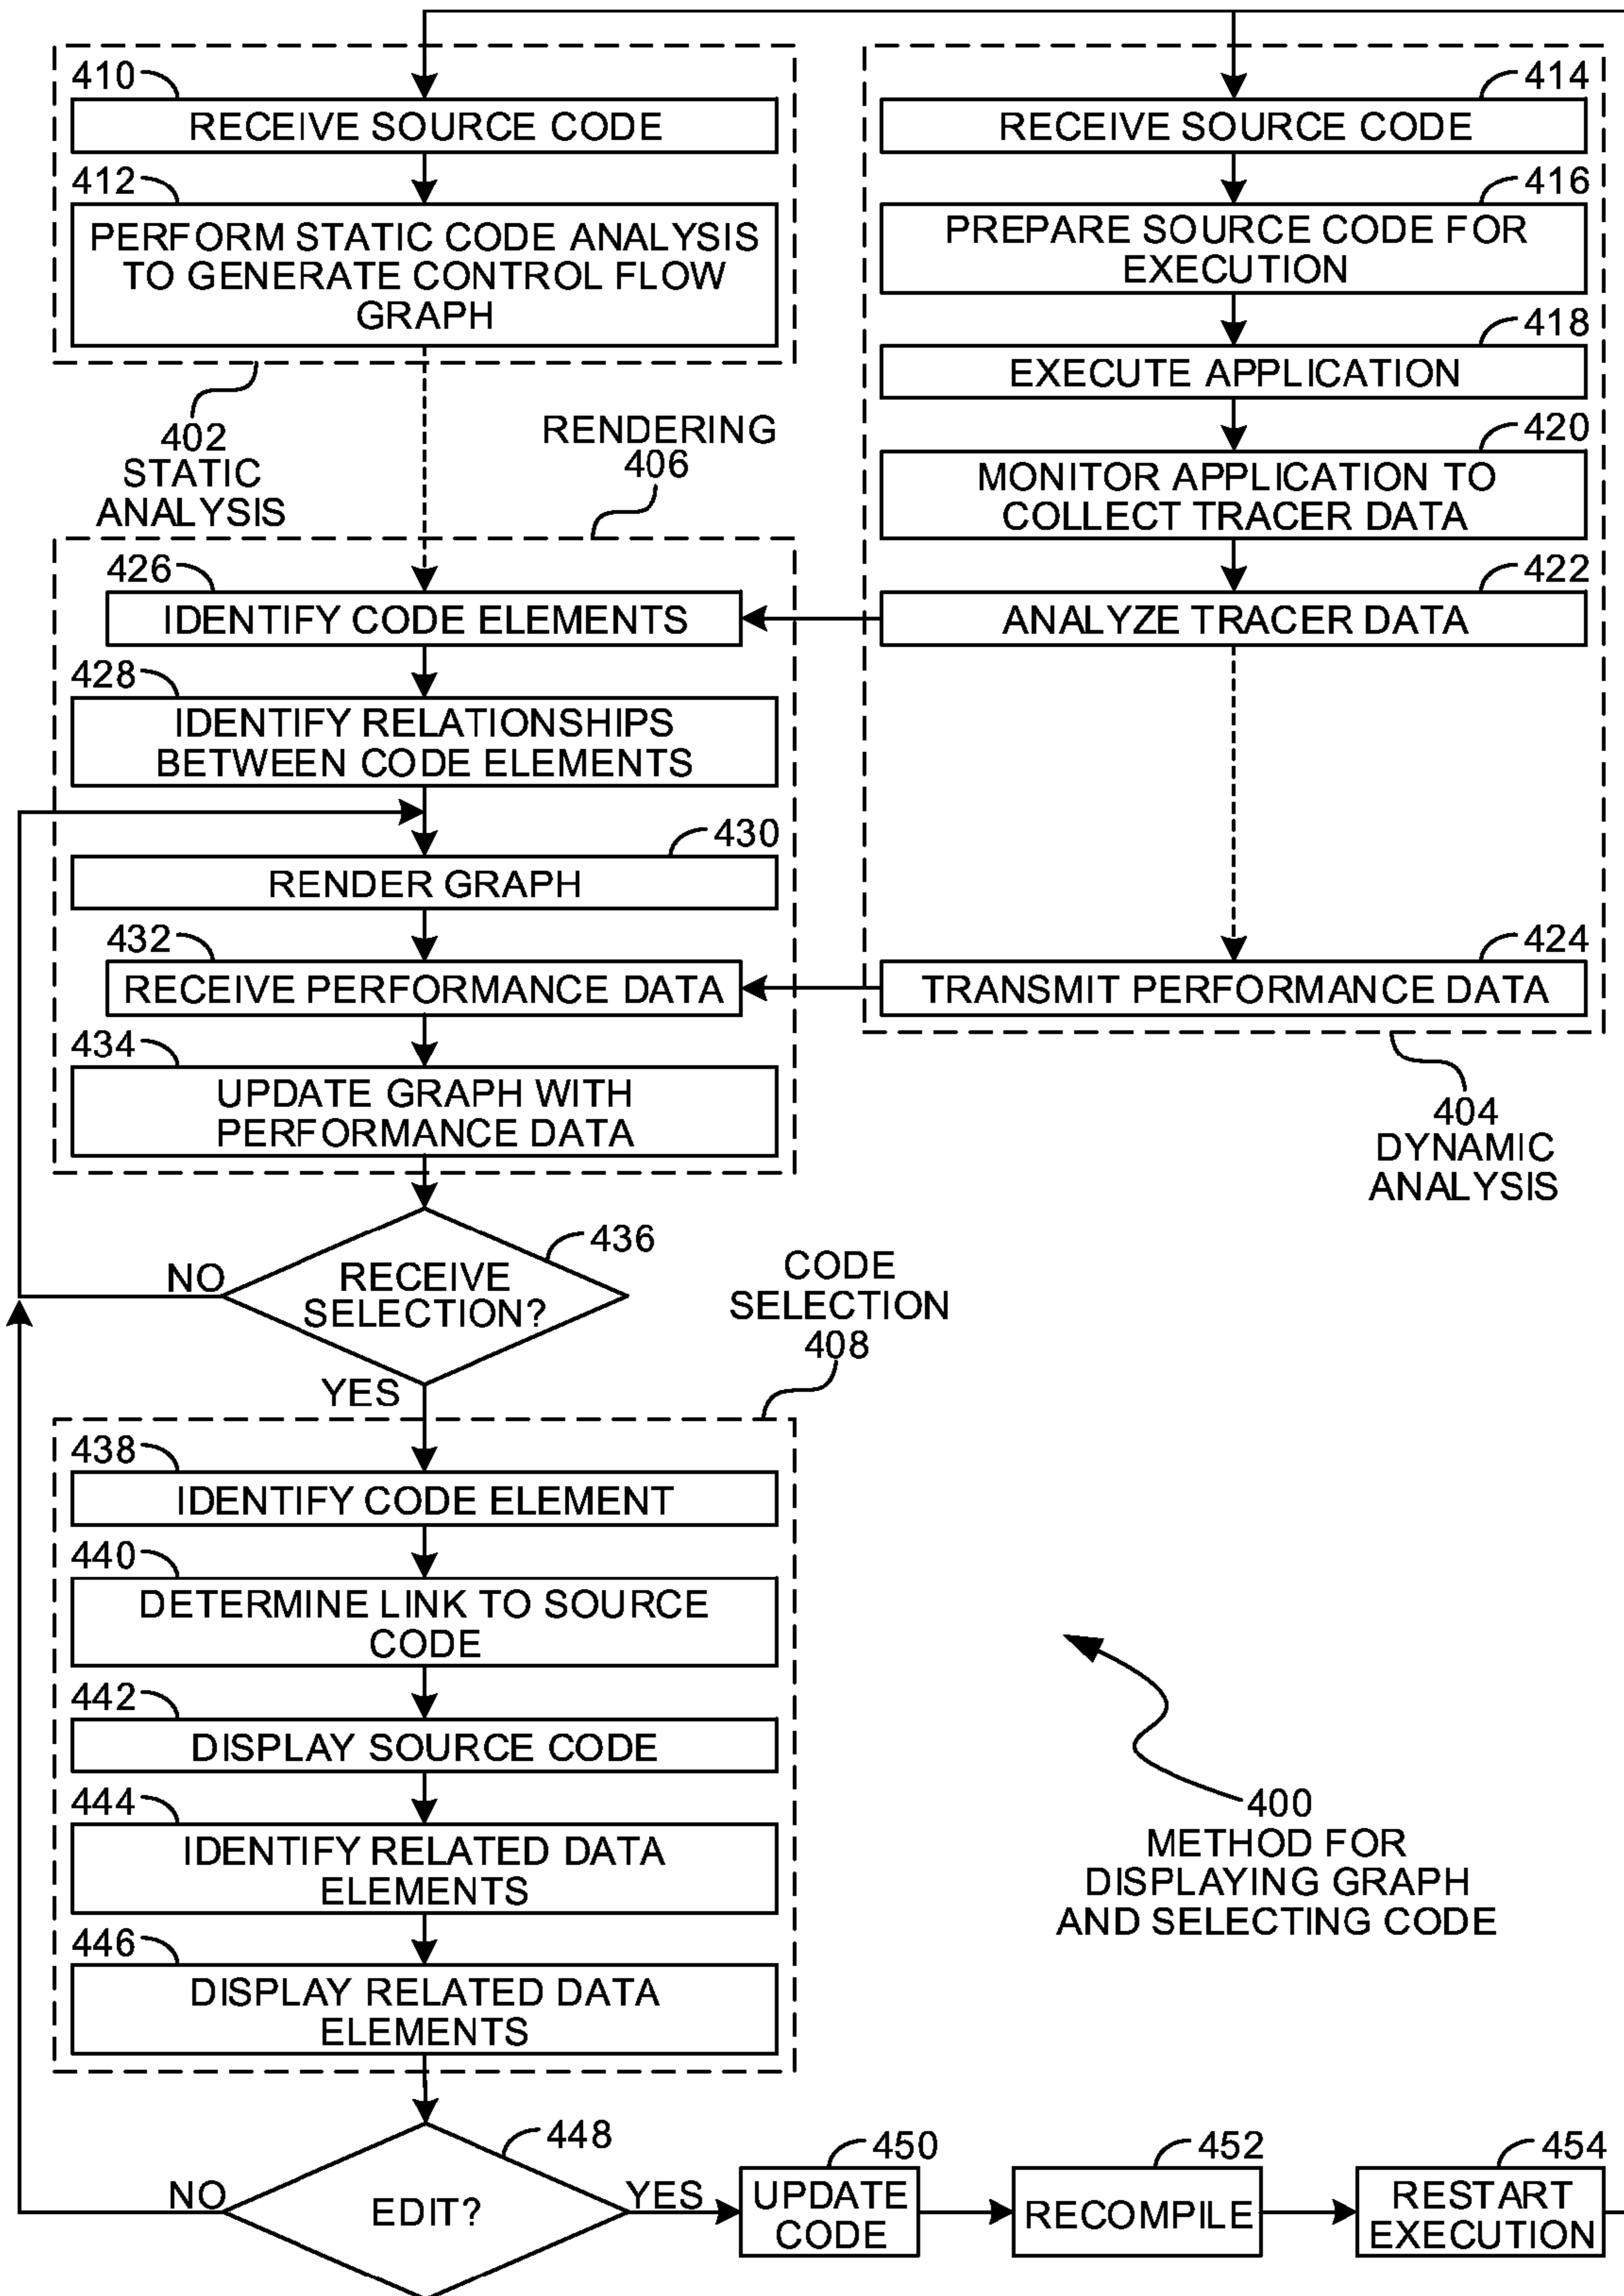 410
RECEIVE SOURCE CODE
412
PERFORM STATIC CODE ANALYSIS
TO GENERATE CONTROL FLOW
GRAPH
402
STATIC
ANALYSIS
414
RECEIVE SOURCE CODE
416
PREPARE SOURCE CODE FOR
EXECUTION
418
EXECUTE APPLICATION
420
MONITOR APPLICATION TO
COLLECT TRACER DATA
422
ANALYZE TRACER DATA
424
TRANSMIT PERFORMANCE DATA
404
DYNAMIC
ANALYSIS
RENDERING
406
426
IDENTIFY CODE ELEMENTS
428
IDENTIFY RELATIONSHIPS
BETWEEN CODE ELEMENTS
430
RENDER GRAPH
432
RECEIVE PERFORMANCE DATA
434
UPDATE GRAPH WITH
PERFORMANCE DATA
436
RECEIVE
SELECTION?
NO
YES
CODE
SELECTION
408
438
IDENTIFY CODE ELEMENT
440
DETERMINE LINK TO SOURCE
CODE
442
DISPLAY SOURCE CODE
444
IDENTIFY RELATED DATA
ELEMENTS
446
DISPLAY RELATED DATA
ELEMENTS
400
METHOD FOR
DISPLAYING GRAPH
AND SELECTING CODE
448
EDIT?
NO
YES
450
UPDATE
CODE
452
RECOMPILE
454
RESTART
EXECUTION